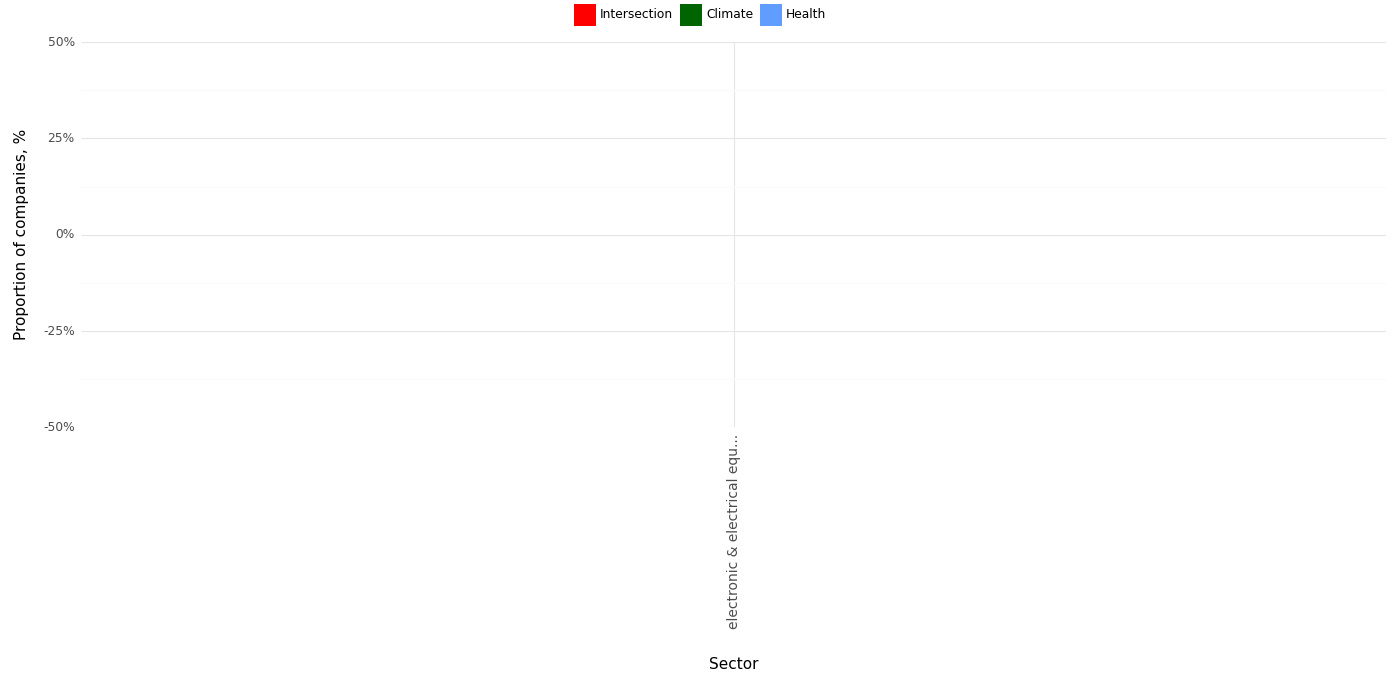 Intersection Climate Health
50%
25%
0%
-25%
-50%
Proportion of companies, %
electronic & electrical equ...
Sector